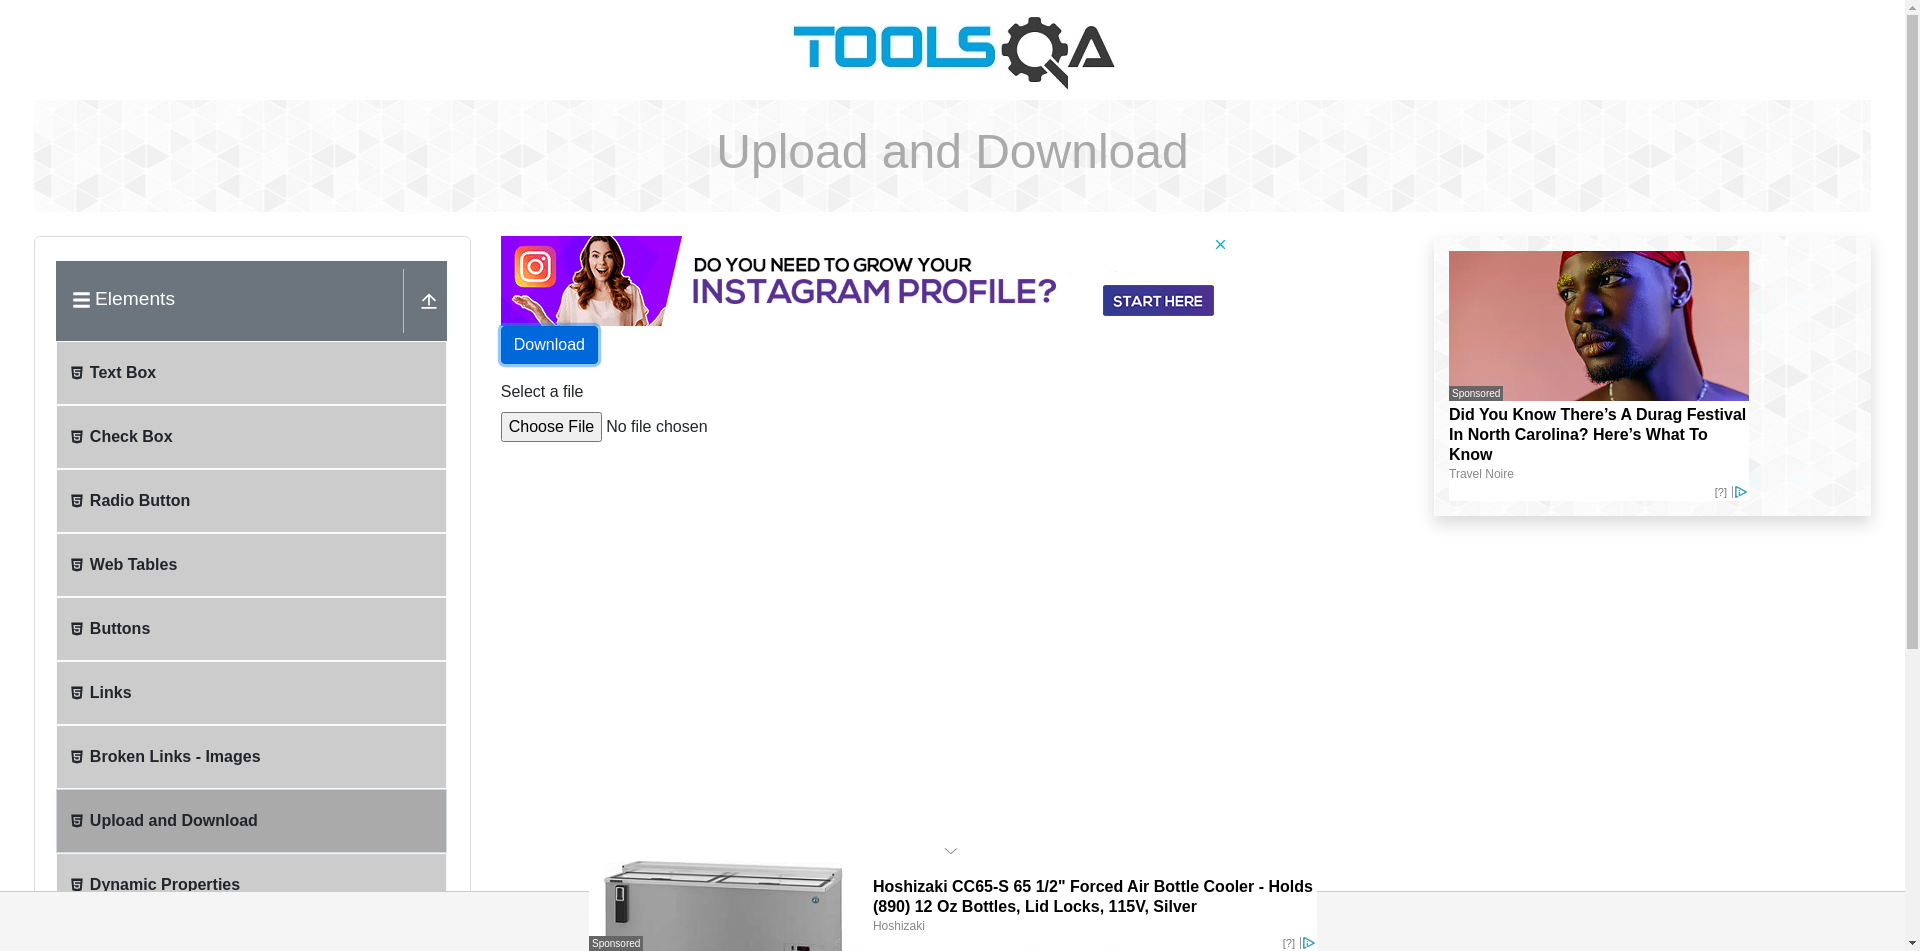 TOOLSQA
Upload and Download
Elements
Text Box
Check Box
Radio Button
Web Tables
Buttons
Links
Broken Links - Images
Upload and Download
Dynamic Properties
DO YOU NEED TO GROW YOUR
INSTAGRAM PROFILE?
START HERE
Download
Select a file
Choose File No file chosen
Sponsored
Did You Know There’s A Durag Festival
In North Carolina? Here’s What To
Know
Travel Noire
[?]
Hoshizaki CC65-S 65 1/2" Forced Air Bottle Cooler - Holds
(890) 12 Oz Bottles, Lid Locks, 115V, Silver
Hoshizaki
Sponsored
[?]